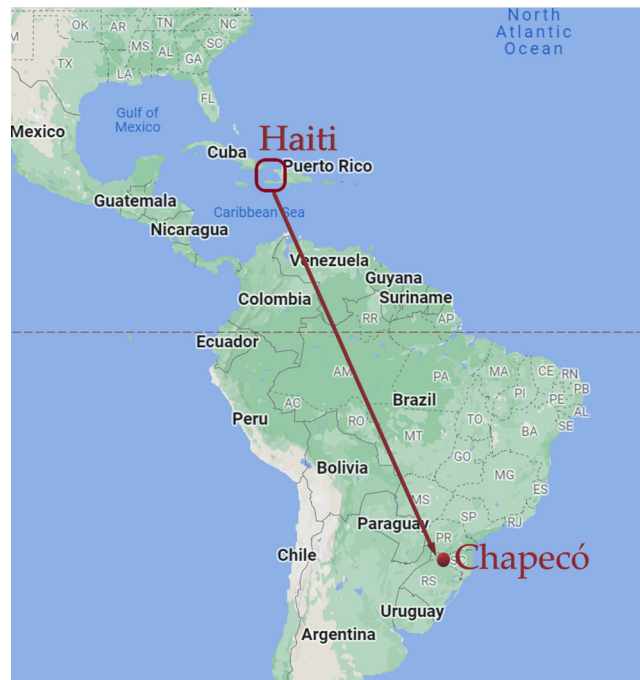 North
Atlantic
Ocean
OK
AR
TN
NC
MS
AL
SC
TX
GA
LA
FL
Gulf of
Mexico
Mexico
Haiti
Cuba
Puerto Rico
Guatemala
Caribbean Sea
Nicaragua
Venezuela
Guyana
Colombia
Suriname
RR
AP
Ecuador
AM
PA
MA
CE
RN
PB
PI
PE
AL
AC
Brazil
TO
SE
Peru
RO
MT
BA
GO
Bolivia
MG
ES
MS
SP
RJ
Paraguay
PR
Chile
Chapecó
SC
RS
Uruguay
Argentina